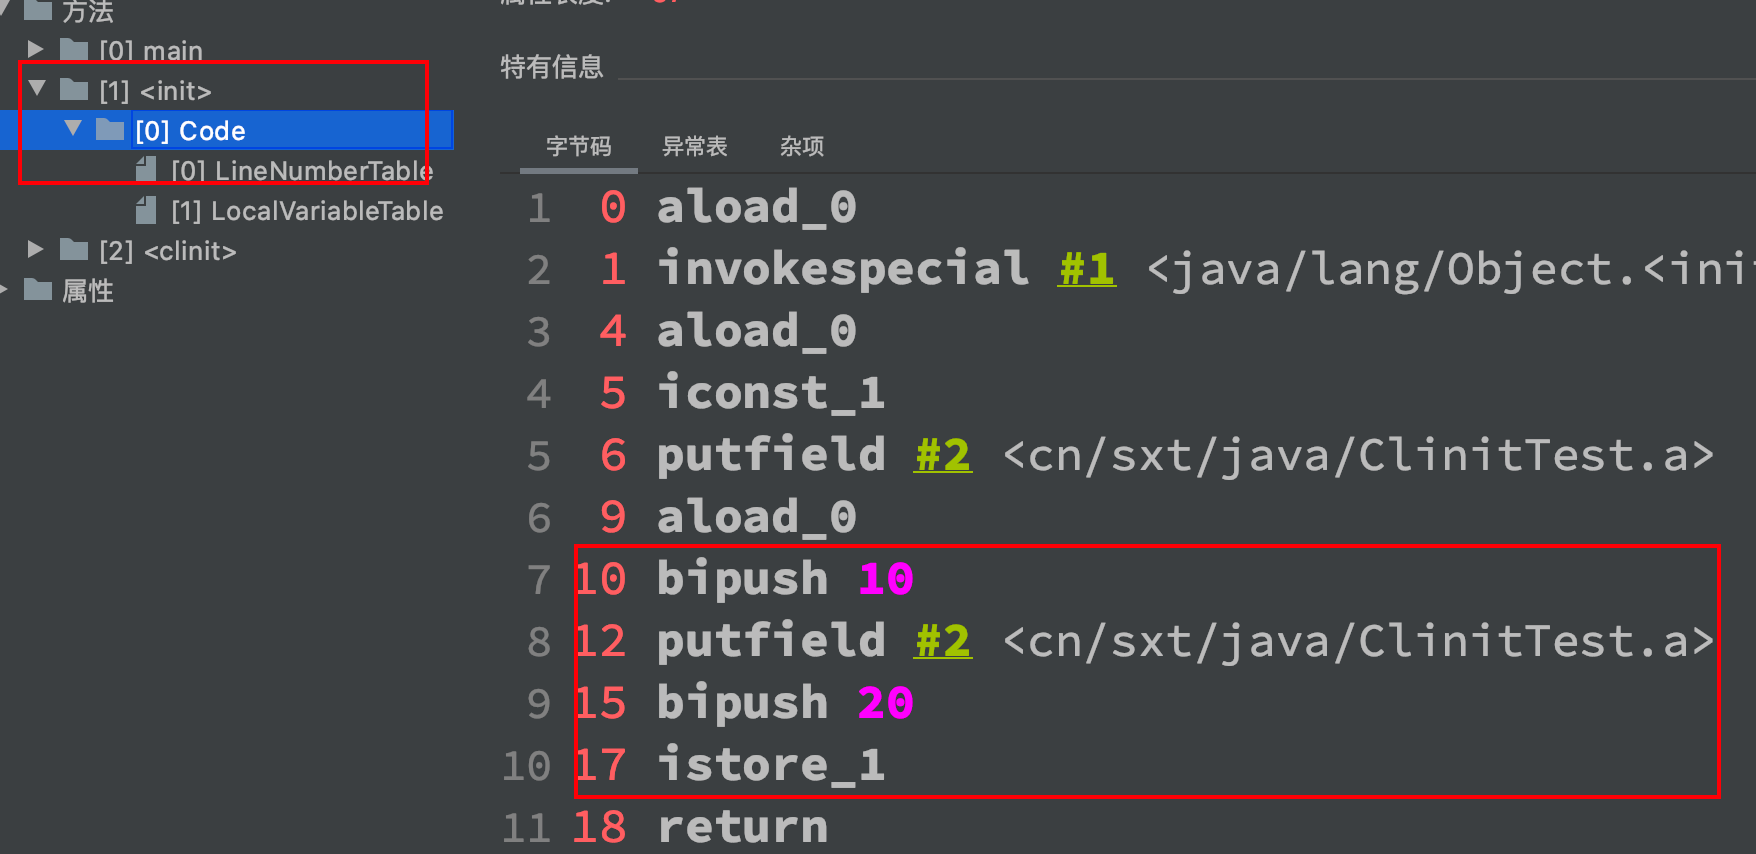 方法
[0] main
[1] <init>
[0] Code
[0] LineNumberTable
[1] LocalVariableTable
[2] <clinit>
属性
特有信息
字节码 异常表 杂项
1 0 aload_0
2 1 invokespecial #1 <java/lang/Object.<ini
3 4 aload_0
4 5 iconst_1
5 6 putfield #2 <cn/sxt/java/ClinitTest.a>
6 9 aload_0
7 10 bipush 10
8 12 putfield #2 <cn/sxt/java/ClinitTest.a>
9 15 bipush 20
10 17 istore_1
11 18 return